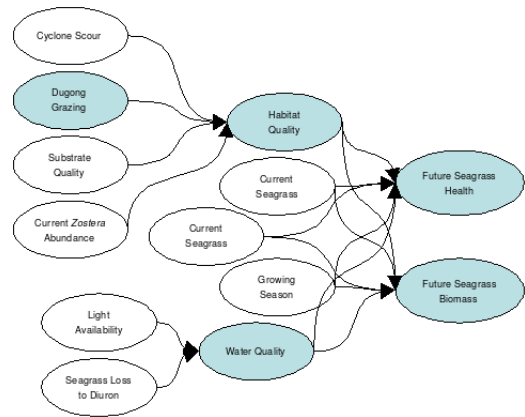 Cyclone Scour
Dugong
Grazing
Substrate
Quality
Current Zostera
Abundance
Light
Availability
Seagrass Loss
to Diuron
Habitat
Quality
Current
Seagrass
Current
Seagrass
Growing
Season
Water Quality
Future Seagrass
Health
Future Seagrass
Biomass